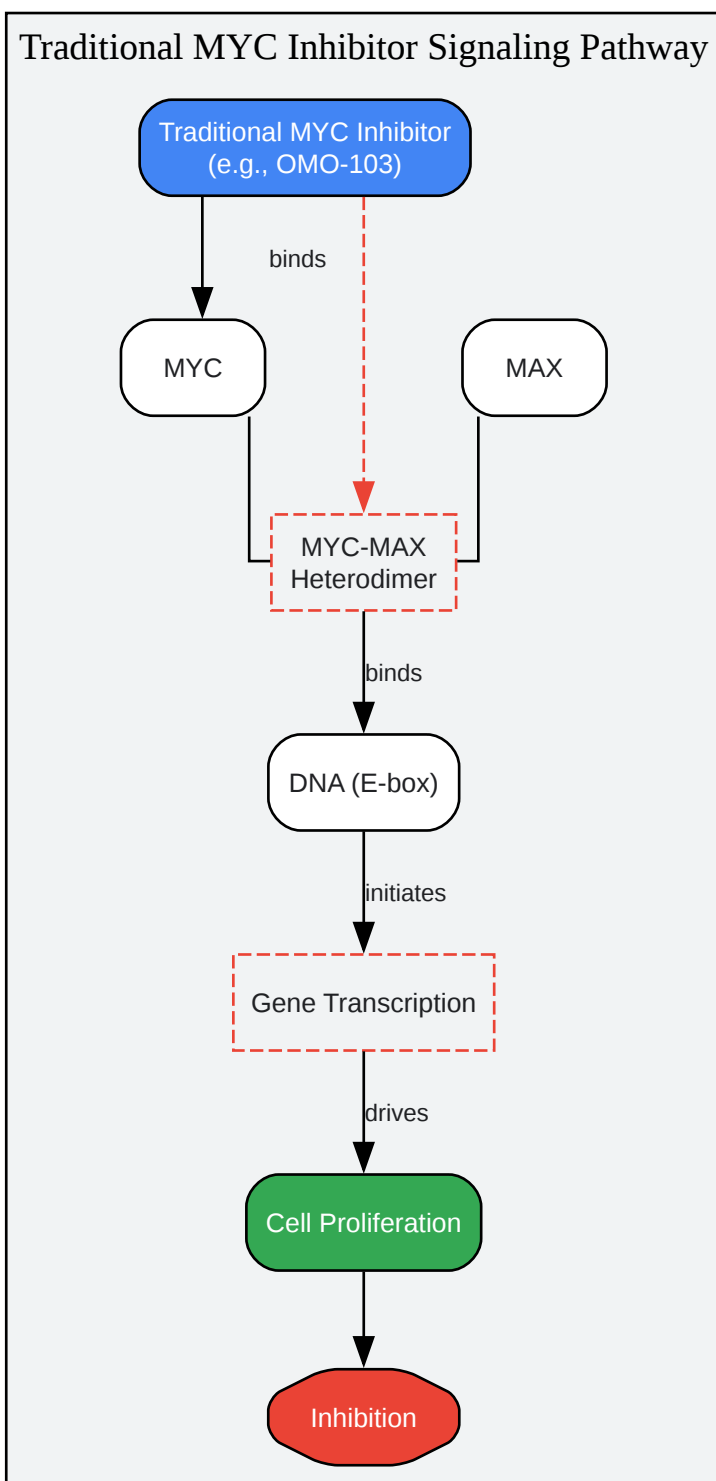 Traditional MYC Inhibitor Signaling Pathway
Traditional MYC Inhibitor
(e.g., OMO-103)
binds
MYC
MAX
MYC-MAX
Heterodimer
binds
DNA (E-box)
initiates
Gene Transcription
drives
Cell Proliferation
Inhibition